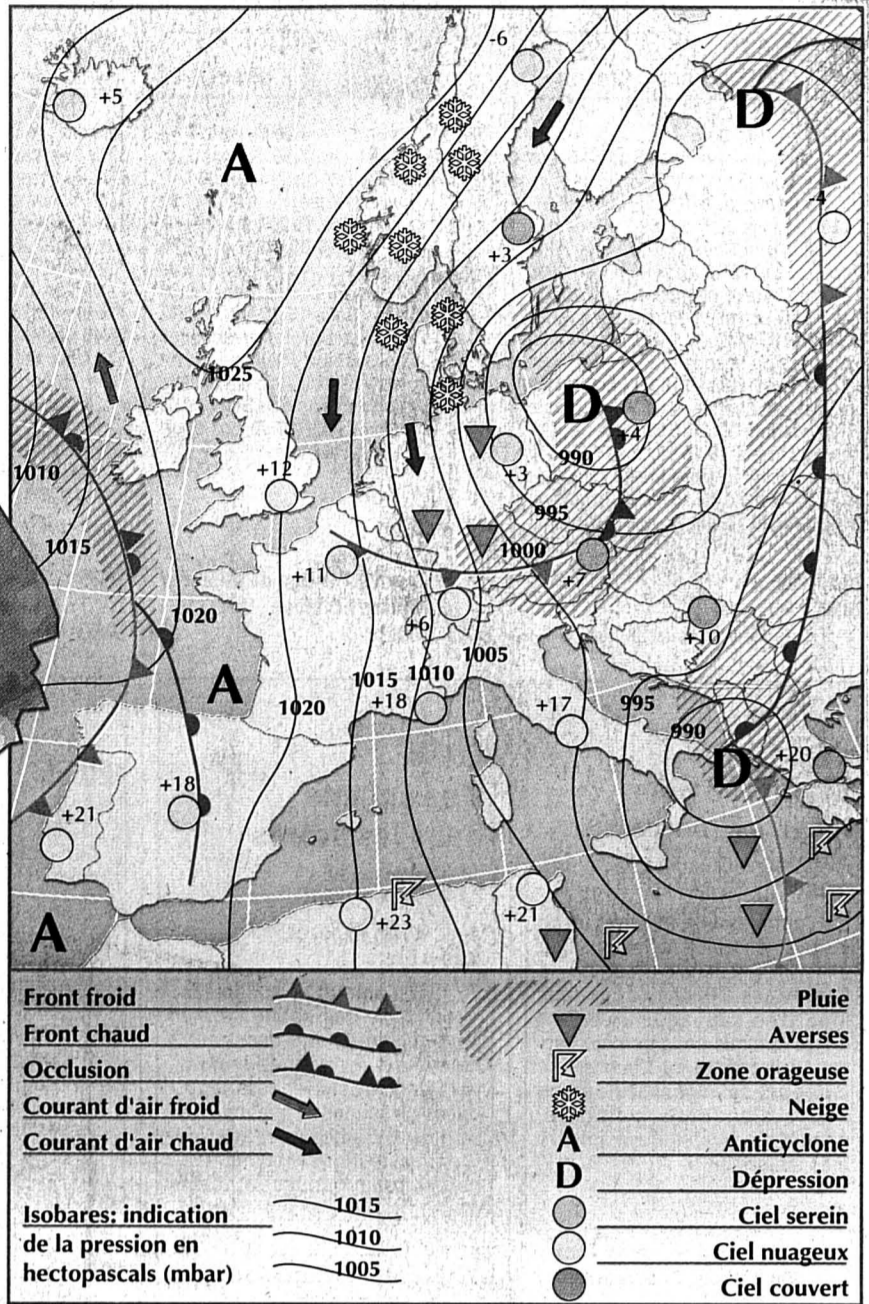 -6
+5
A
D
-4
+3
1025
D
+4
990
1010
+12
+3
995
1015
1000
+11
+7
+6
1020
+10
A
1005
1015
1010
1020
+18
+17
995
990
D
+20
+18
+21
A
+23
+21
Front froid
Front chaud
Occlusion
Courant d'air froid
Courant d'air chaud
Isobares: indication
de la pression en
hectopascals (mbar)
1015
1010
1005
Pluie
Averses
Zone orageuse
Neige
A Anticyclone
D Dépression
Ciel serein
Ciel nuageux
Ciel couvert